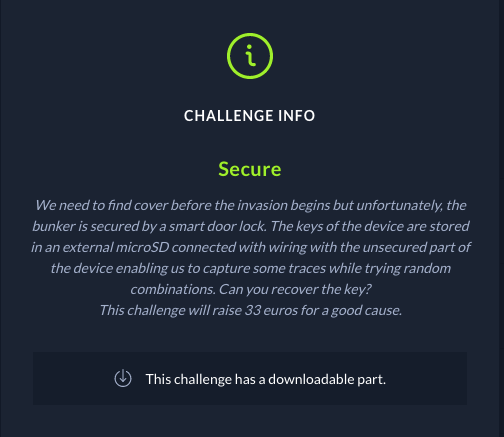 CHALLENGE INFO
Secure
We need to find cover before the invasion begins but unfortunately, the
bunker is secured by a smart door lock. The keys of the device are stored
in an external microSD connected with wiring with the unsecured part of
the device enabling us to capture some traces while trying random
combinations. Can you recover the key?
This challenge will raise 33 euros for a good cause.
This challenge has a downloadable part.